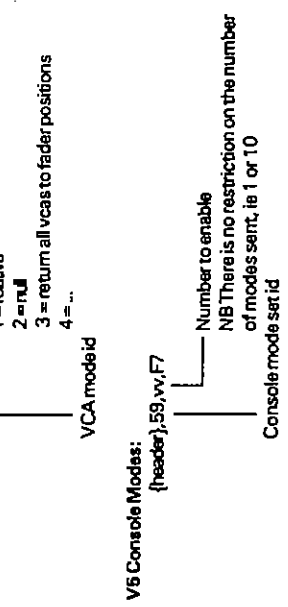 2 = null
3 = return all vcas to fader positions
4 = ...
VCA mode id
V5 Console Modes:
{header}, 59, vv, F7
Number to enable
NB There is no restriction on the number
of modes sent, ie 1 or 10
Console mode set id